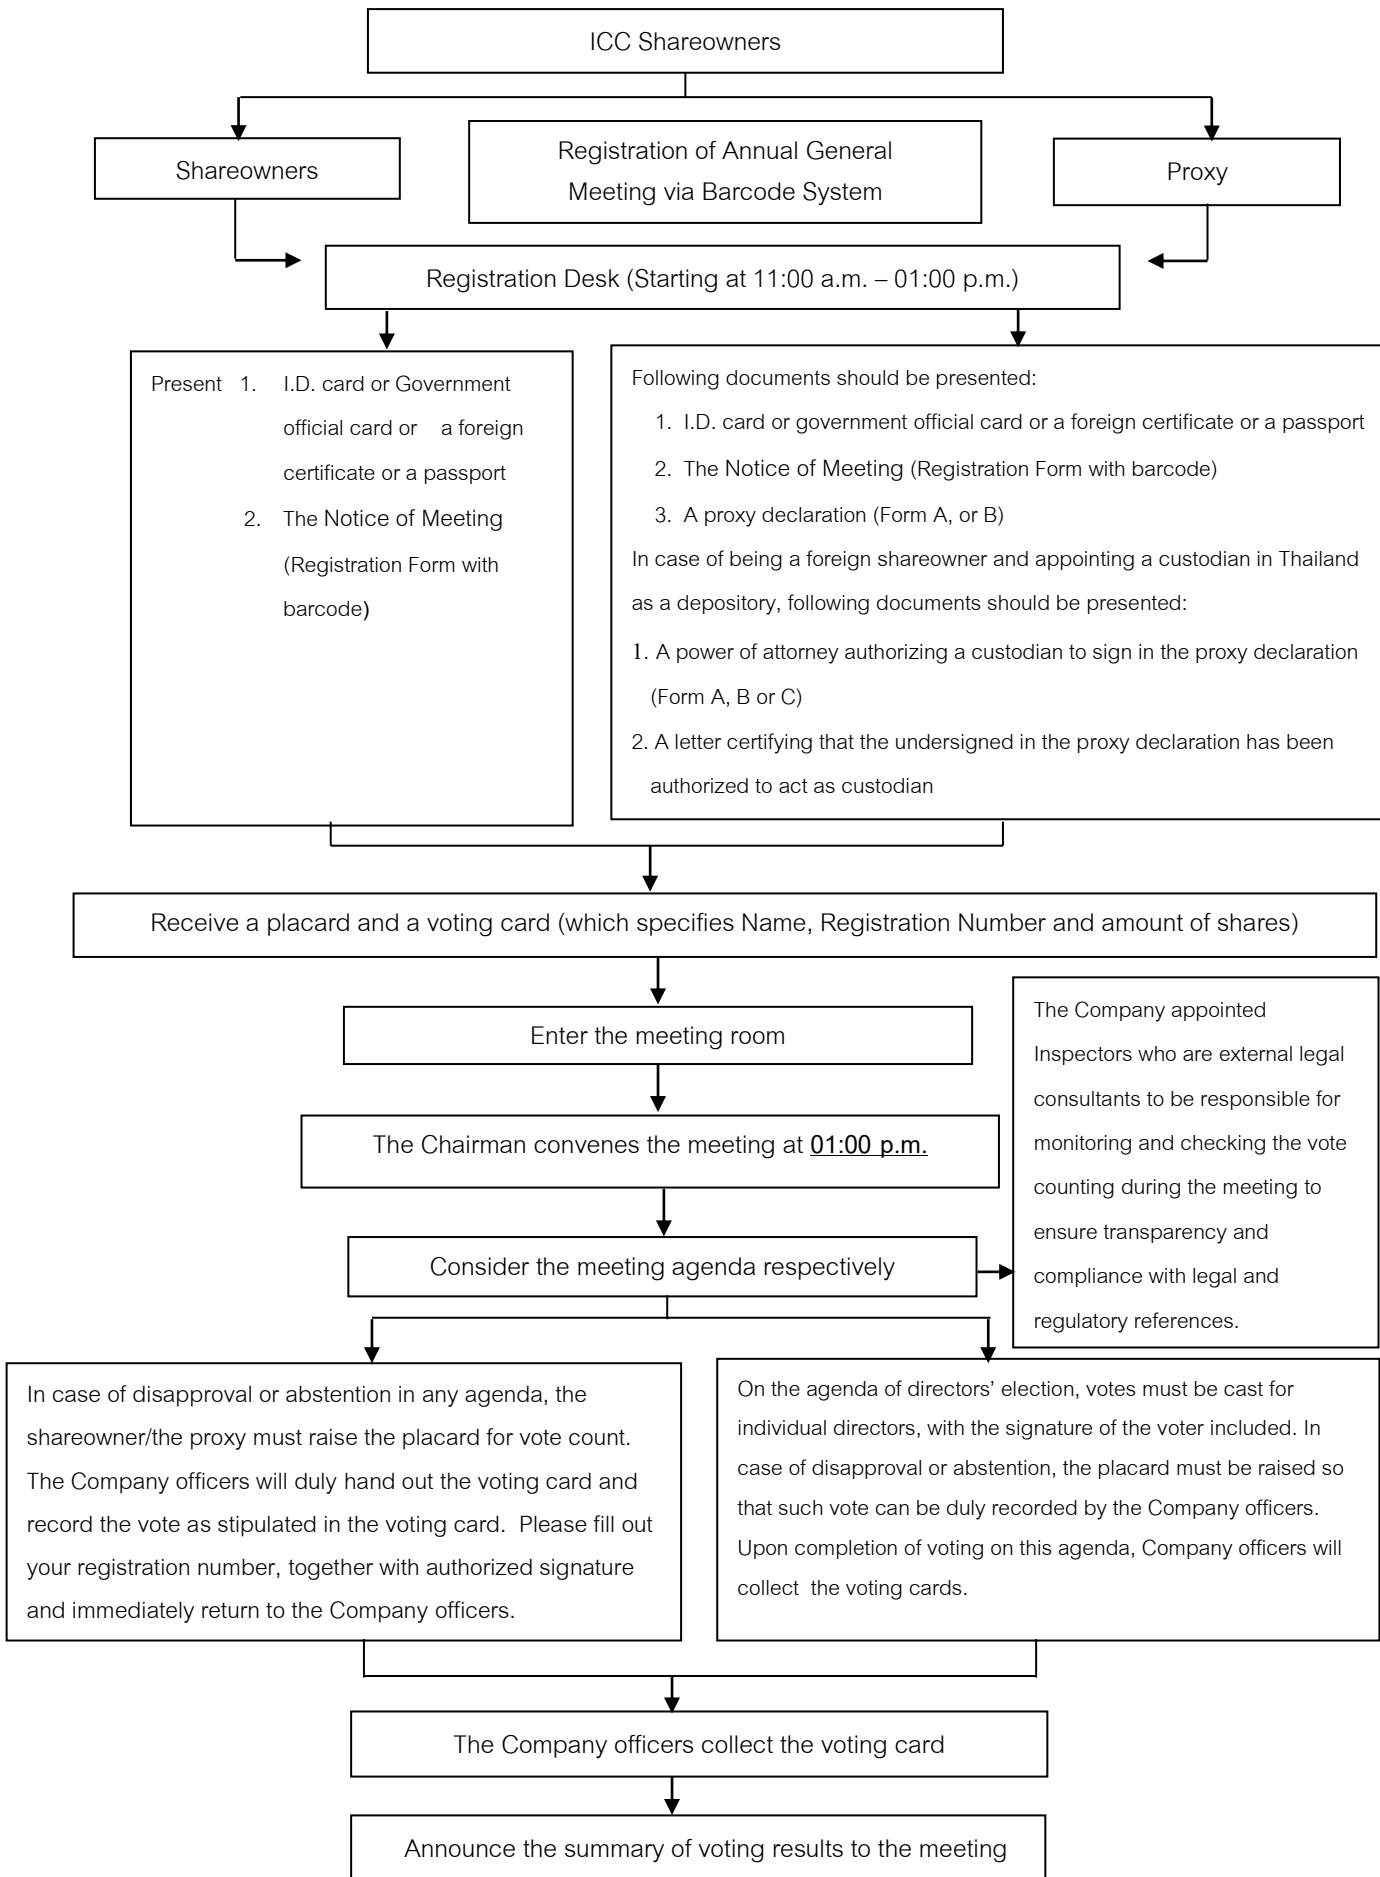 ICC Shareowners
Shareowners
Registration of Annual General
Meeting via Barcode System
Proxy
Registration Desk (Starting at 11:00 a.m. – 01:00 p.m.)
Present 1. I.D. card or Government
official card or a foreign
certificate or a passport
2. The Notice of Meeting
(Registration Form with
barcode)
Following documents should be presented:
1. I.D. card or government official card or a foreign certificate or a passport
2. The Notice of Meeting (Registration Form with barcode)
3. A proxy declaration (Form A, or B)
In case of being a foreign shareowner and appointing a custodian in Thailand
as a depository, following documents should be presented:
1. A power of attorney authorizing a custodian to sign in the proxy declaration
(Form A, B or C)
2. A letter certifying that the undersigned in the proxy declaration has been
authorized to act as custodian
Receive a placard and a voting card (which specifies Name, Registration Number and amount of shares)
Enter the meeting room
The Chairman convenes the meeting at 01:00 p.m.
Consider the meeting agenda respectively
The Company appointed
Inspectors who are external legal
consultants to be responsible for
monitoring and checking the vote
counting during the meeting to
ensure transparency and
compliance with legal and
regulatory references.
In case of disapproval or abstention in any agenda, the
shareowner/the proxy must raise the placard for vote count.
The Company officers will duly hand out the voting card and
record the vote as stipulated in the voting card. Please fill out
your registration number, together with authorized signature
and immediately return to the Company officers.
On the agenda of directors' election, votes must be cast for
individual directors, with the signature of the voter included. In
case of disapproval or abstention, the placard must be raised so
that such vote can be duly recorded by the Company officers.
Upon completion of voting on this agenda, Company officers will
collect the voting cards.
The Company officers collect the voting card
Announce the summary of voting results to the meeting